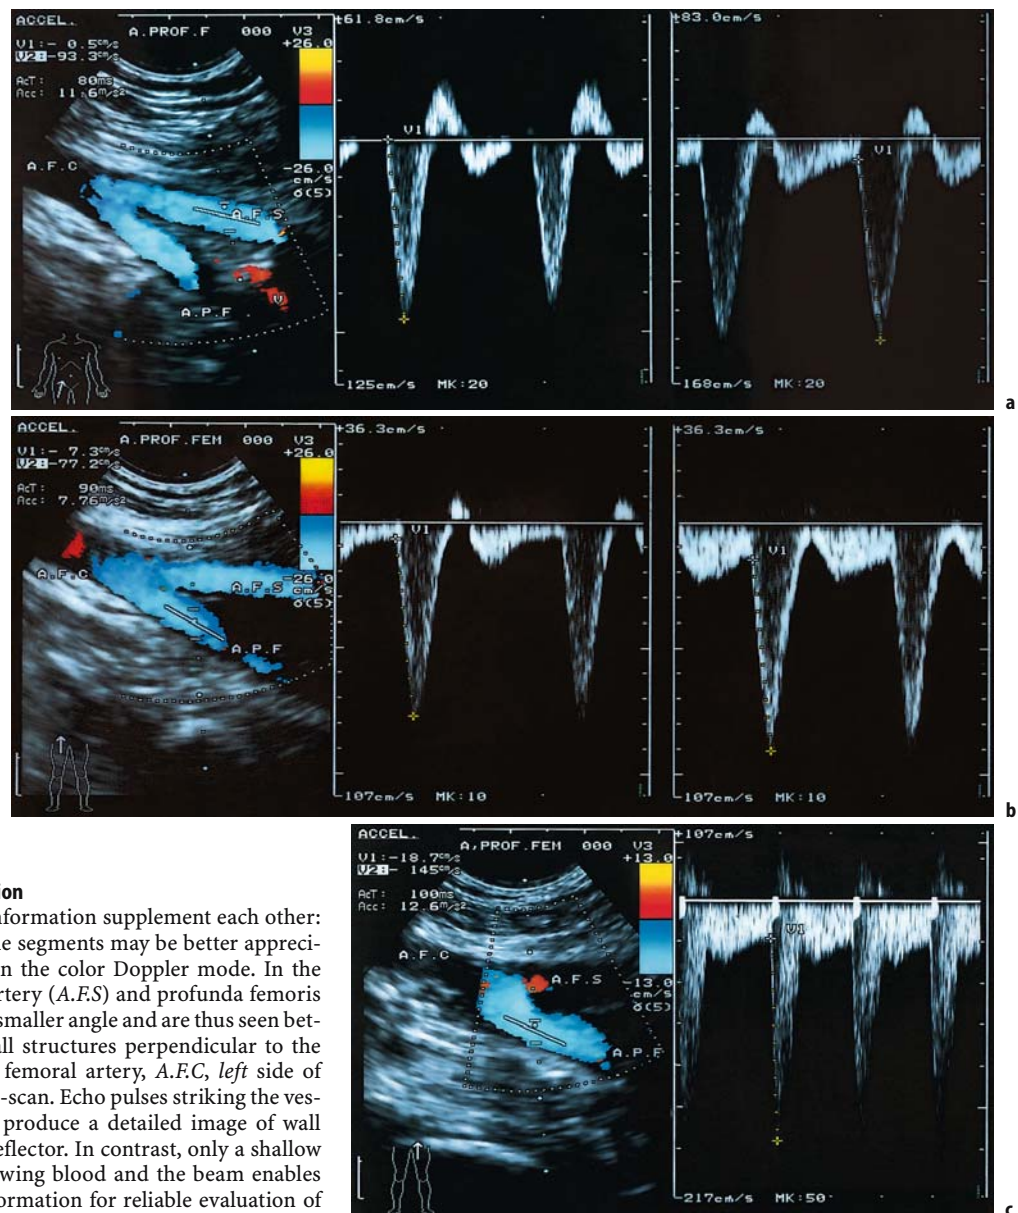 ACCEL.
V1:- 0.5cm/s
V2:-93.3cm/s
AcT: 80ms
Acc: 11.6m/s2
A.PROF.F 000 V3
+26.0
-26.0
cm/s
A.F.C
A.F.S
V
A.P.F
+61.8cm/s
V1
-125cm/s MK:20
+83.0cm/s
V1
-168cm/s MK:20
a
ACCEL.
V1:- 7.3cm/s
V2:-77.2cm/s
AcT: 90ms
Acc: 7.76m/s2
A.PROF.FEM 000 V3
+26.0
-26.0
cm/s
A.F.C
A.F.S
A.P.F
+36.3cm/s
V1
-107cm/s MK:10
+36.3cm/s
V1
-107cm/s MK:10
b
ACCEL.
V1:-18.7cm/s
V2:- 145cm/s
AcT: 100ms
Acc: 12.6m/s2
A,PROF.FEM 000 V3
+13.0
-13.0
cm/s
A.F.C
A.F.S
A.P.F
+107cm/s
V1
-217cm/s MK:50
c
tion
nformation supplement each other:
e segments may be better appreci-
n the color Doppler mode. In the
rtery (A.F.S) and profunda femoris
smaller angle and are thus seen bet-
all structures perpendicular to the
femoral artery, A.F.C, left side of
-scan. Echo pulses striking the ves-
produce a detailed image of wall
eflector. In contrast, only a shallow
wing blood and the beam enables
ormation for reliable evaluation of